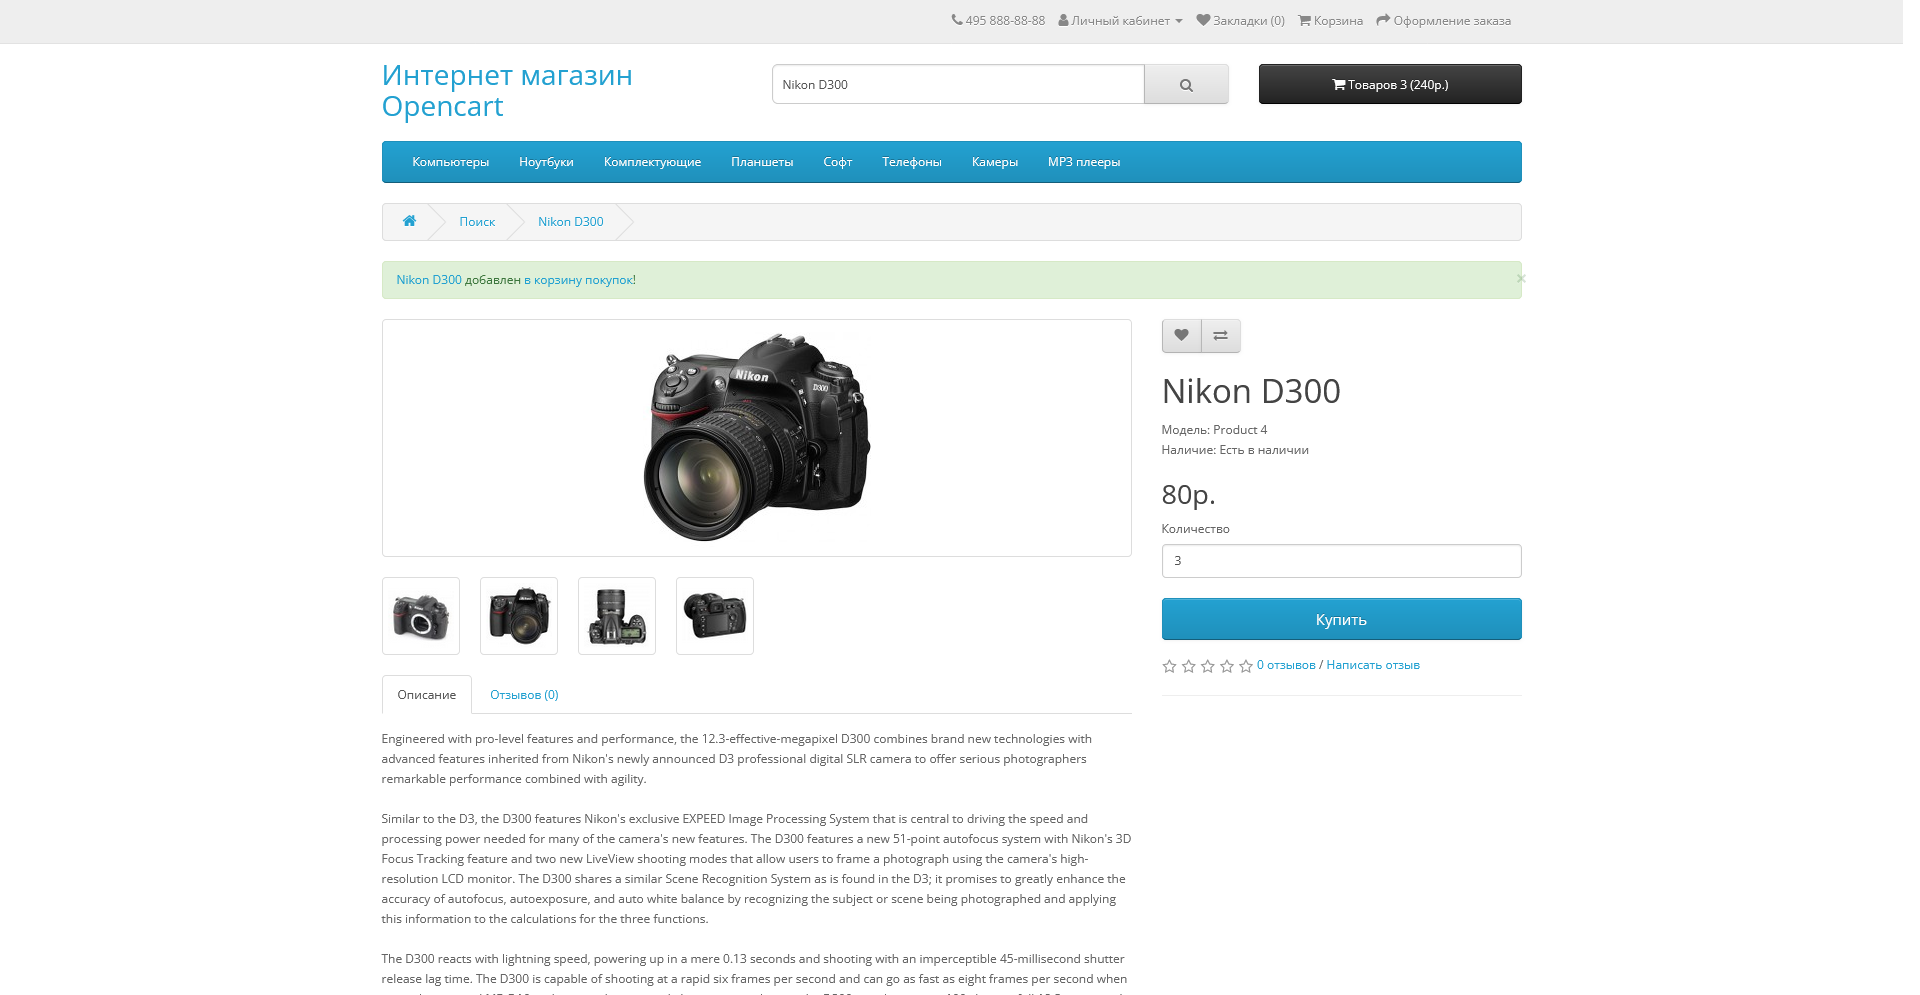 495 888-88-88 Личный кабинет Закладки (0) Корзина Оформление заказа
Интернет магазин
Opencart
Nikon D300
Товаров 3 (240р.)
Компьютеры Ноутбуки Комплектующие Планшеты Софт Телефоны Камеры MP3 плееры
Поиск Nikon D300
Nikon D300 добавлен в корзину покупок!
×
Nikon
D300
Nikon D300
Модель: Product 4
Наличие: Есть в наличии
80р.
Количество
3
Купить
0 отзывов / Написать отзыв
Описание Отзывов (0)
Engineered with pro-level features and performance, the 12.3-effective-megapixel D300 combines brand new technologies with
advanced features inherited from Nikon's newly announced D3 professional digital SLR camera to offer serious photographers
remarkable performance combined with agility.
Similar to the D3, the D300 features Nikon's exclusive EXPEED Image Processing System that is central to driving the speed and
processing power needed for many of the camera's new features. The D300 features a new 51-point autofocus system with Nikon's 3D
Focus Tracking feature and two new LiveView shooting modes that allow users to frame a photograph using the camera's high-
resolution LCD monitor. The D300 shares a similar Scene Recognition System as is found in the D3; it promises to greatly enhance the
accuracy of autofocus, autoexposure, and auto white balance by recognizing the subject or scene being photographed and applying
this information to the calculations for the three functions.
The D300 reacts with lightning speed, powering up in a mere 0.13 seconds and shooting with an imperceptible 45-millisecond shutter
release lag time. The D300 is capable of shooting at a rapid six frames per second and can go as fast as eight frames per second when